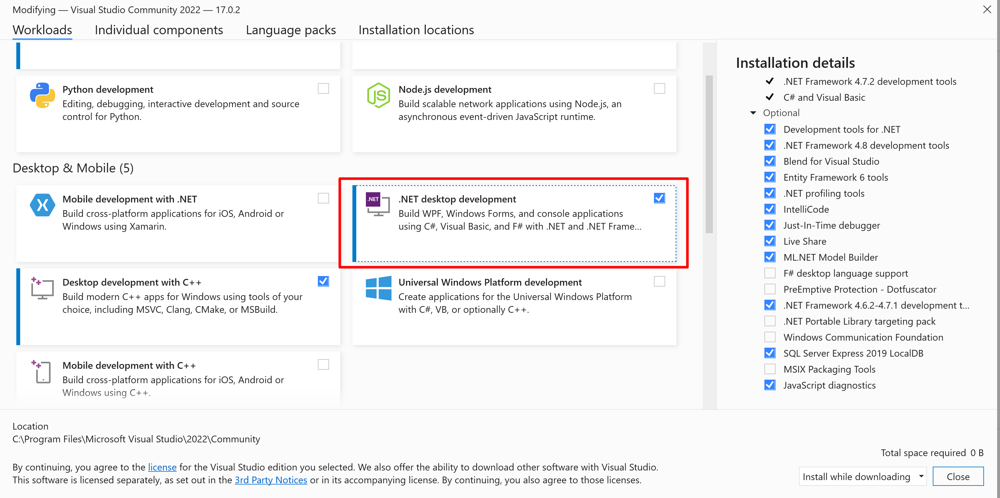 Modifying — Visual Studio Community 2022 — 17.0.2
Workloads
Individual components
Language packs
Installation locations
Python development
Editing, debugging, interactive development and source
control for Python.
Node.js development
Build scalable network applications using Node.js, an
asynchronous event-driven JavaScript runtime.
Desktop & Mobile (5)
Mobile development with .NET
Build cross-platform applications for iOS, Android or
Windows using Xamarin.
.NET
.NET desktop development
Build WPF, Windows Forms, and console applications
using C#, Visual Basic, and F# with .NET and .NET Frame...
Desktop development with C++
Build modern C++ apps for Windows using tools of your
choice, including MSVC, Clang, CMake, or MSBuild.
Universal Windows Platform development
Create applications for the Universal Windows Platform
with C#, VB, or optionally C++.
Mobile development with C++
Build cross-platform applications for iOS, Android or
Windows using C++.
Installation details
.NET Framework 4.7.2 development tools
C# and Visual Basic
Optional
Development tools for .NET
.NET Framework 4.8 development tools
Blend for Visual Studio
Entity Framework 6 tools
.NET profiling tools
IntelliCode
Just-In-Time debugger
Live Share
ML.NET Model Builder
F# desktop language support
PreEmptive Protection - Dotfuscator
.NET Framework 4.6.2-4.7.1 development t...
.NET Portable Library targeting pack
Windows Communication Foundation
SQL Server Express 2019 LocalDB
MSIX Packaging Tools
JavaScript diagnostics
Location
C:\Program Files\Microsoft Visual Studio\2022\Community
Total space required 0 B
By continuing, you agree to the license for the Visual Studio edition you selected. We also offer the ability to download other software with Visual Studio.
This software is licensed separately, as set out in the 3rd Party Notices or in its accompanying license. By continuing, you also agree to those licenses.
Install while downloading
Close